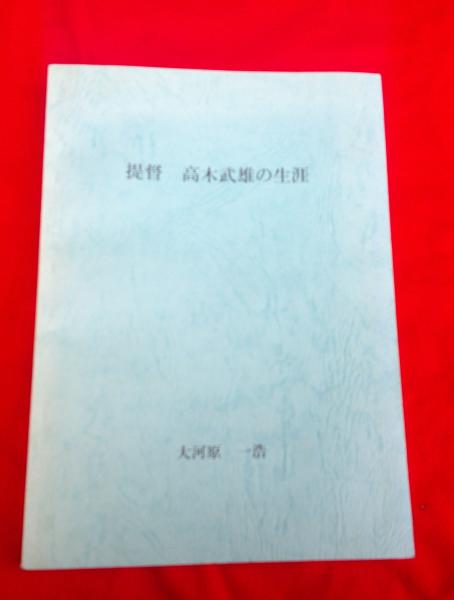 提督　高木武雄の生涯
大河原　一浩